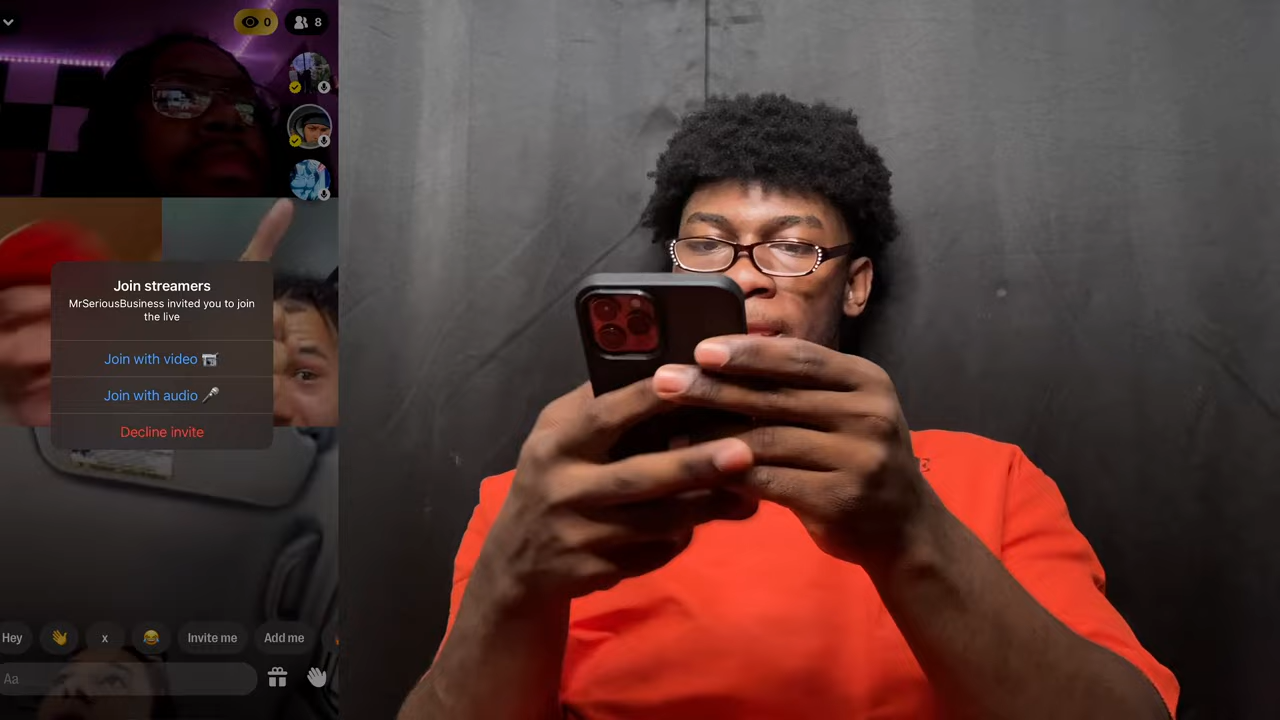 0
8
Join streamers
MrSeriousBusiness invited you to join
the live
Join with video
Join with audio
Decline invite
Hey
x
Invite me
Add me
Aa